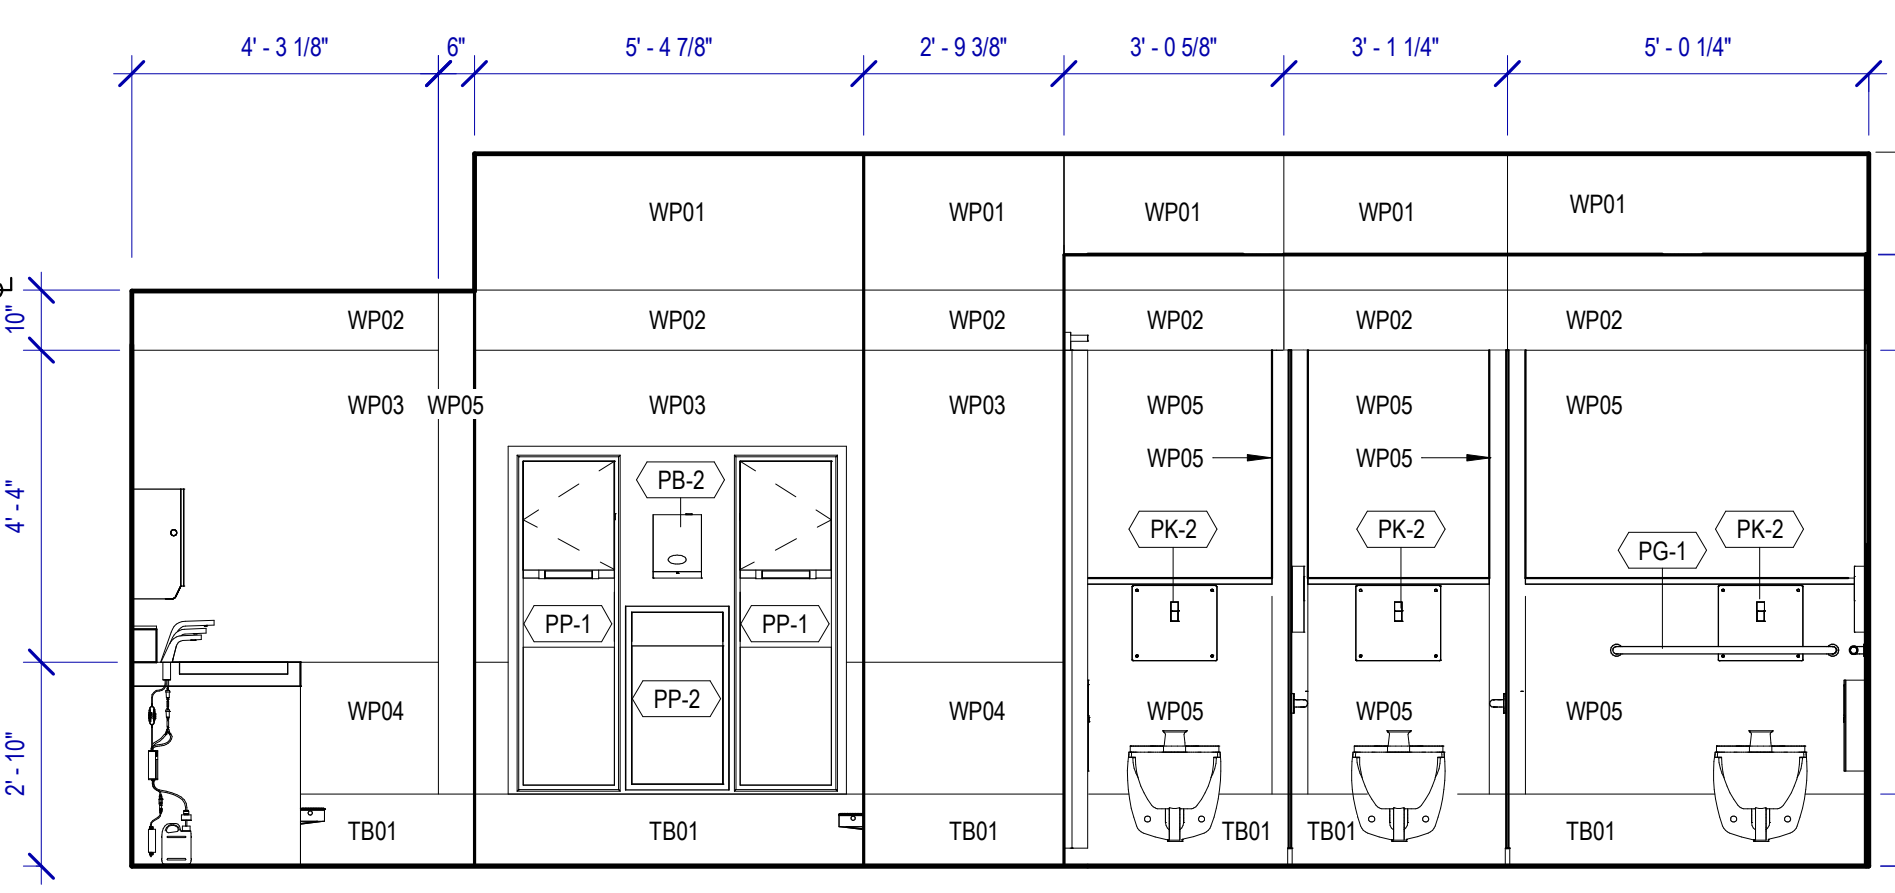 4' - 3 1/8" 6" 5' - 4 7/8" 2' - 9 3/8" 3' - 0 5/8" 3' - 1 1/4" 5' - 0 1/4"
WP01 WP01 WP01 WP01 WP01
10" WP02 WP02 WP02 WP02 WP02 WP02
WP03 WP05 WP03 WP03 WP05 WP05 WP05
WP05 WP05
4' - 4" PB-2
PK-2 PK-2 PG-1 PK-2
PP-1 PP-1
PP-2
WP04 WP04 WP05 WP05 WP05
2' - 10"
TB01 TB01 TB01 TB01 TB01 TB01